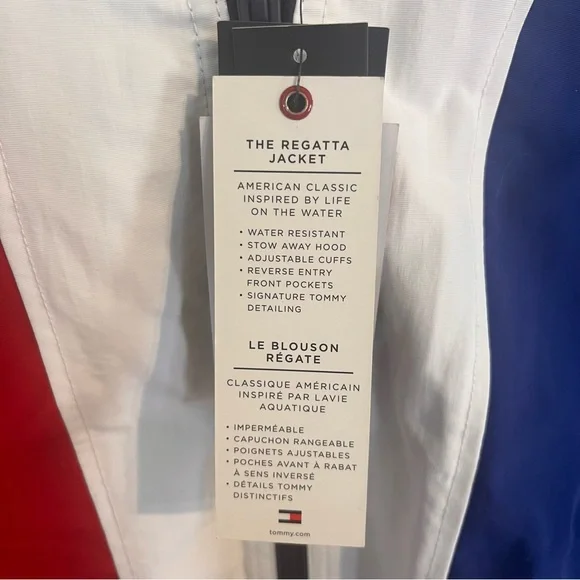 THE REGATTA
JACKET
AMERICAN CLASSIC
INSPIRED BY LIFE
ON THE WATER
• WATER RESISTANT
• STOW AWAY HOOD
• ADJUSTABLE CUFFS
• REVERSE ENTRY
FRONT POCKETS
• SIGNATURE TOMMY
DETAILING
LE BLOUSON
RÉGATE
CLASSIQUE AMÉRICAIN
INSPIRÉ PAR LAVIE
AQUATIQUE
• IMPERMÉABLE
• CAPUCHON RANGEABLE
• POIGNETS AJUSTABLES
• POCHES AVANT À RABAT
À SENS INVERSÉ
• DÉTAILS TOMMY
DISTINCTIFS
tommy.com